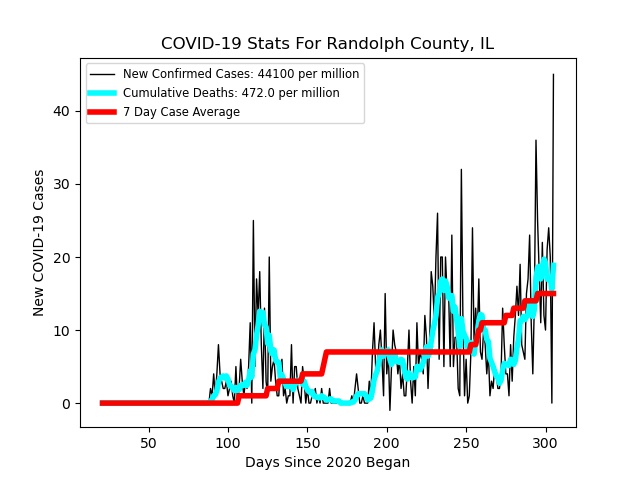 COVID-19 Stats For Randolph County, IL
New Confirmed Cases: 44100 per million
Cumulative Deaths: 472.0 per million
7 Day Case Average
New COVID-19 Cases
40
30
20
10
0
50 100 150 200 250 300
Days Since 2020 Began